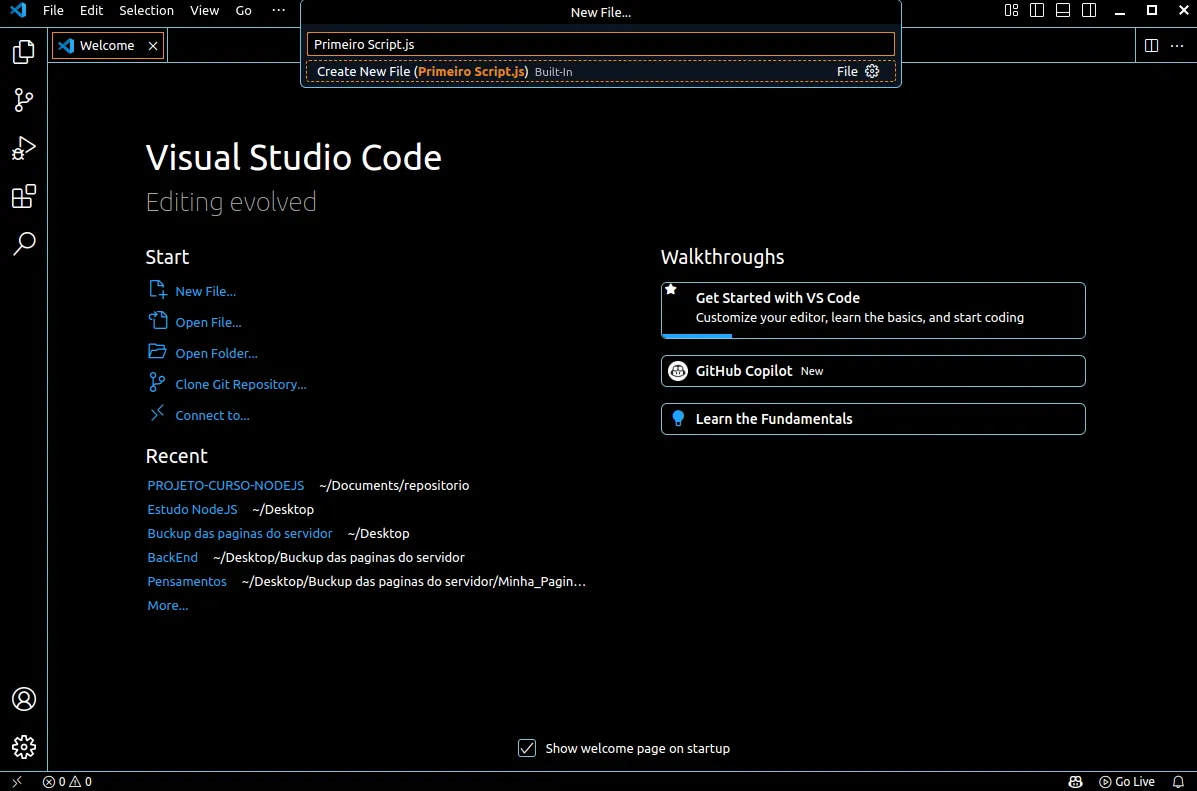 File Edit Selection View Go ···
New File...
Primeiro Script.js
Create New File (Primeiro Script.js) Built-In File
Welcome
Visual Studio Code
Editing evolved
Start
New File...
Open File...
Open Folder...
Clone Git Repository...
Connect to...
Recent
PROJETO-CURSO-NODEJS ~/Documents/repositorio
Estudo NodeJS ~/Desktop
Buckup das paginas do servidor ~/Desktop
BackEnd ~/Desktop/Buckup das paginas do servidor
Pensamentos ~/Desktop/Buckup das paginas do servidor/Minha_Pagin...
More...
Walkthroughs
Get Started with VS Code
Customize your editor, learn the basics, and start coding
GitHub Copilot New
Learn the Fundamentals
Show welcome page on startup
0 0
Go Live